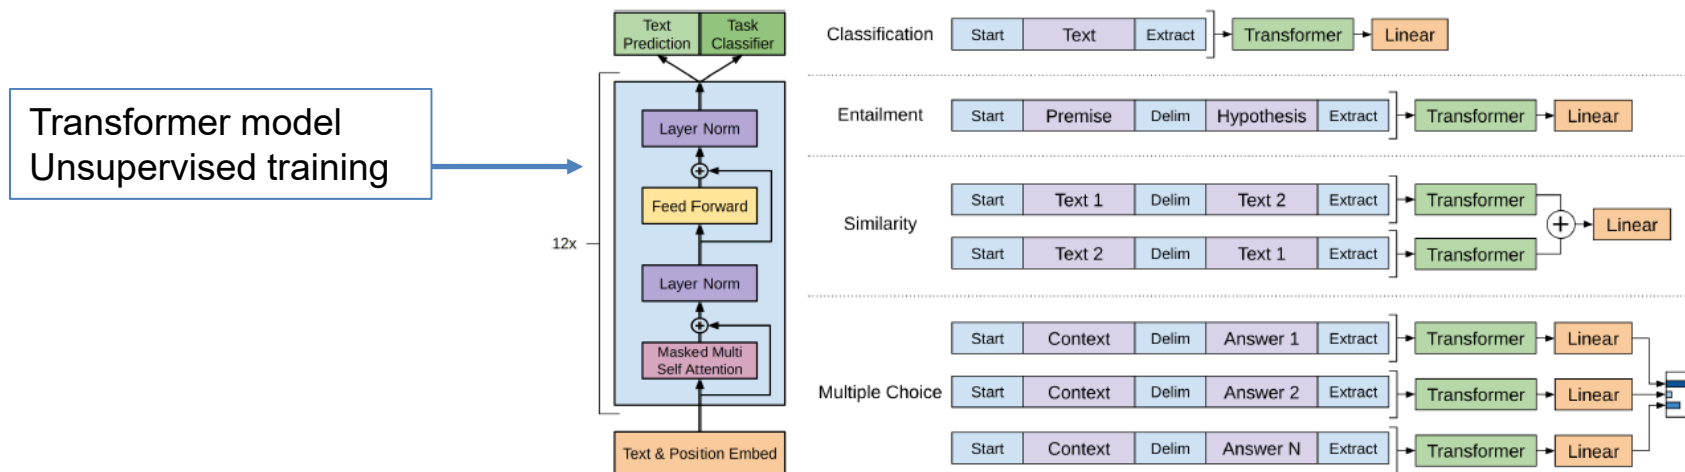 Transformer model
Unsupervised training
Text
Prediction
Task
Classifier
Layer Norm
Feed Forward
12x
Layer Norm
Masked Multi
Self Attention
Text & Position Embed
Classification Start Text Extract Transformer Linear
Entailment Start Premise Delim Hypothesis Extract Transformer Linear
Start Text 1 Delim Text 2 Extract Transformer
Similarity Linear
Start Text 2 Delim Text 1 Extract Transformer
Start Context Delim Answer 1 Extract Transformer Linear
Multiple Choice Start Context Delim Answer 2 Extract Transformer Linear
Start Context Delim Answer N Extract Transformer Linear